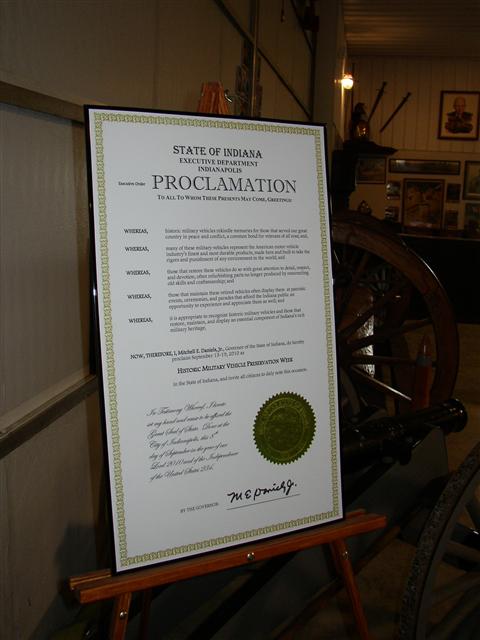 STATE OF INDIANA
EXECUTIVE DEPARTMENT
INDIANAPOLIS
Executive Order PROCLAMATION
TO ALL TO WHOM THESE PRESENTS MAY COME, GREETINGS:
WHEREAS, historic military vehicles rekindle memories for those that served our great
country in peace and conflict, a common bond for veterans of all eras; and,
WHEREAS, many of these military vehicles represent the American motor vehicle
industry's finest and most durable products, made here and built to take the
rigors and punishment of any environment in the world; and
WHEREAS, those that restore these vehicles do so with great attention to detail, respect,
and devotion, often refurbishing parts no longer produced by resurrecting
old skills and craftsmanship; and
WHEREAS, those that maintain these retired vehicles often display them at patriotic
events, ceremonies, and parades that afford the Indiana public an
opportunity to experience and appreciate them as well; and
WHEREAS, it is appropriate to recognize historic military vehicles and those that
restore, maintain, and display an essential component of Indiana's rich
military heritage,
NOW, THEREFORE, I, Mitchell E. Daniels, Jr., Governor of the State of Indiana, do hereby
proclaim September 13-19, 2010 as
HISTORIC MILITARY VEHICLE PRESERVATION WEEK
in the State of Indiana, and invite all citizens to duly note this occasion.
In Testimony Whereof, I hereto
set my hand and cause to be affixed the
Great Seal of State. Done at the
City of Indianapolis, this 8th
day of September in the year of our
Lord 2010 and of the Independence
of the United States 234.
BY THE GOVERNOR: M E Daniels Jr.